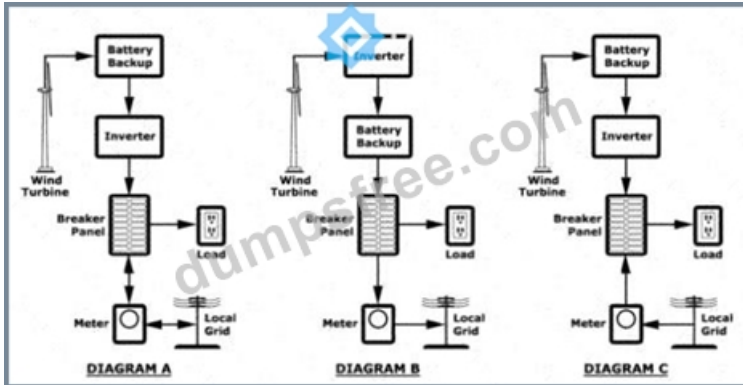 Battery
Backup
Inverter
Wind
Turbine
Breaker
Panel
Load
Meter
Local
Grid
DIAGRAM A
Inverter
Battery
Backup
Wind
Turbine
Breaker
Panel
Load
Meter
Local
Grid
DIAGRAM B
Battery
Backup
Inverter
Wind
Turbine
Breaker
Panel
Load
Meter
Local
Grid
DIAGRAM C
dumpsfree.com